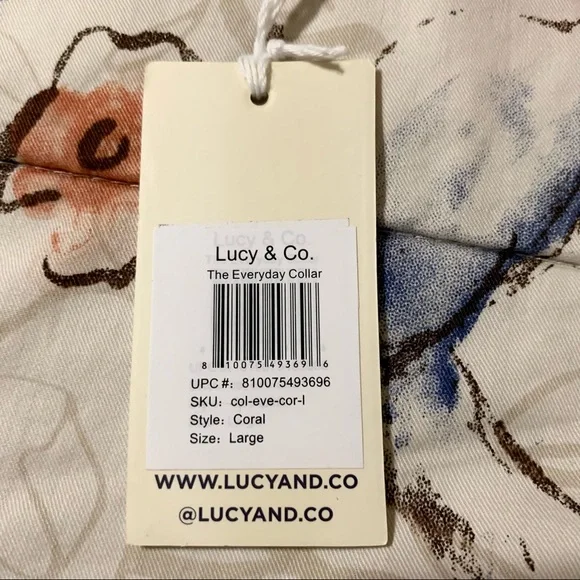 Lucy & Co.
The Everyday Collar
8 10075 49369 6
UPC #: 810075493696
SKU: col-eve-cor-l
Style: Coral
Size: Large
WWW.LUCYAND.CO
@LUCYAND.CO